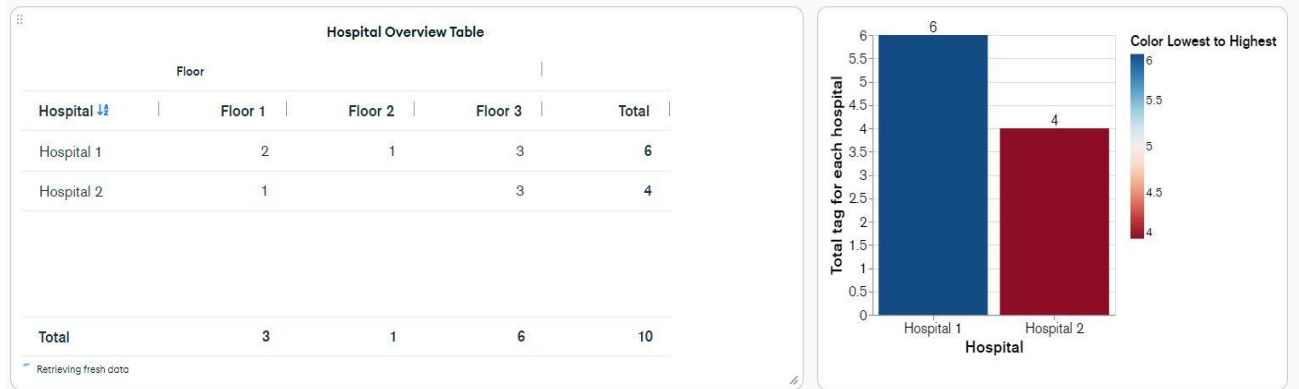 Hospital Overview Table
Floor
Hospital Floor 1 Floor 2 Floor 3 Total
Hospital 1 2 1 3 6
Hospital 2 1 3 4
Total 3 1 6 10
Retrieving fresh data
Total tag for each hospital
6
5.5
5
4.5
4
3.5
3
2.5
2
1.5
1
0.5
0
6
4
Hospital 1 Hospital 2
Hospital
Color Lowest to Highest
6
5.5
5
4.5
4